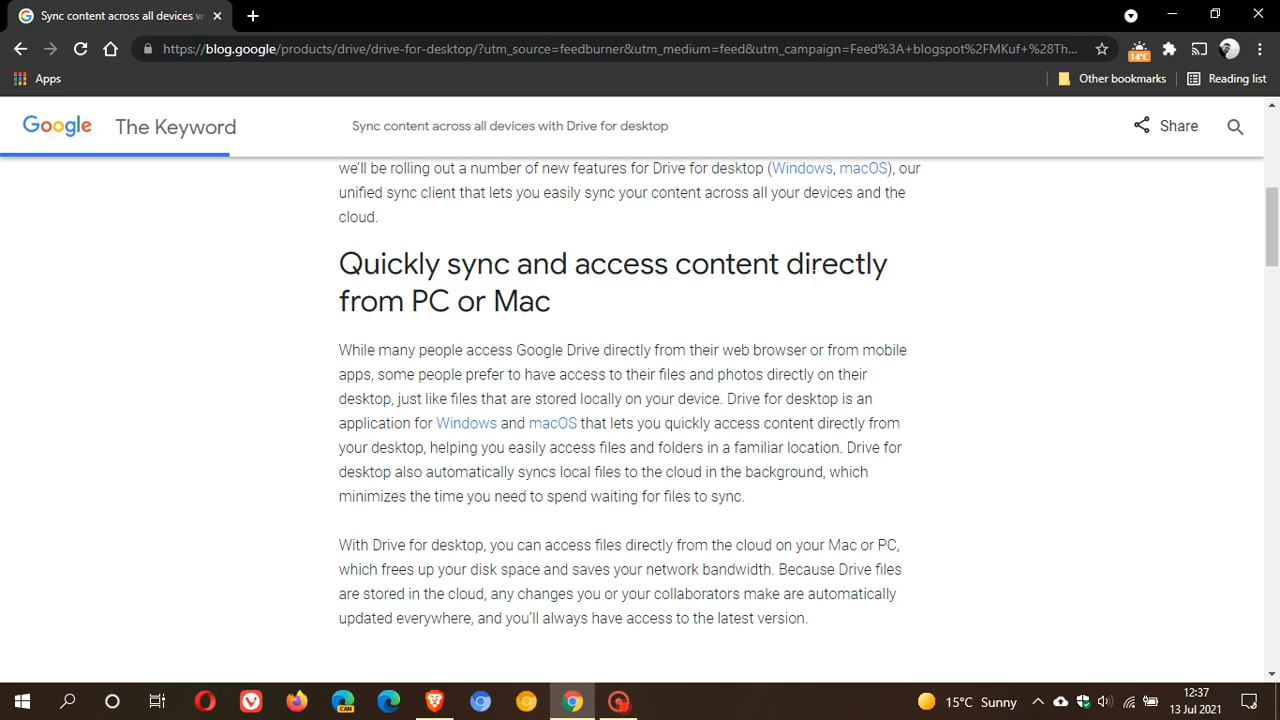 Sync content across all devices w
https://blog.google/products/drive/drive-for-desktop/?utm_source=feedburner&utm_medium=feed&utm_campaign=Feed%3A+blogspot%2FMKuf+%28Th...
14°C
Apps
Other bookmarks
Reading list
Google The Keyword
Sync content across all devices with Drive for desktop
Share
we'll be rolling out a number of new features for Drive for desktop (Windows, macOS), our
unified sync client that lets you easily sync your content across all your devices and the
cloud.
Quickly sync and access content directly
from PC or Mac
While many people access Google Drive directly from their web browser or from mobile
apps, some people prefer to have access to their files and photos directly on their
desktop, just like files that are stored locally on your device. Drive for desktop is an
application for Windows and macOS that lets you quickly access content directly from
your desktop, helping you easily access files and folders in a familiar location. Drive for
desktop also automatically syncs local files to the cloud in the background, which
minimizes the time you need to spend waiting for files to sync.
With Drive for desktop, you can access files directly from the cloud on your Mac or PC,
which frees up your disk space and saves your network bandwidth. Because Drive files
are stored in the cloud, any changes you or your collaborators make are automatically
updated everywhere, and you'll always have access to the latest version.
CAN
15°C Sunny
12:37
13 Jul 2021